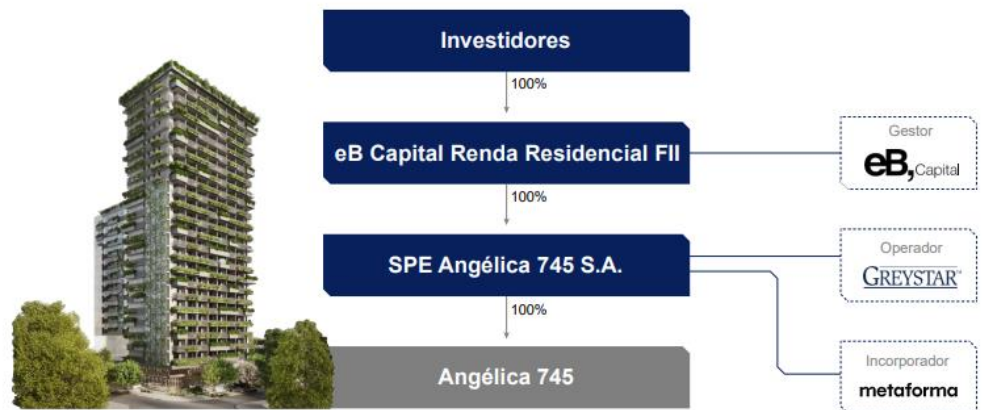 Investidores
100%
eB Capital Renda Residencial FII
Gestor
eB, Capital
100%
SPE Angélica 745 S.A.
Operador
GREYSTAR™
100%
Angélica 745
Incorporador
metaforma